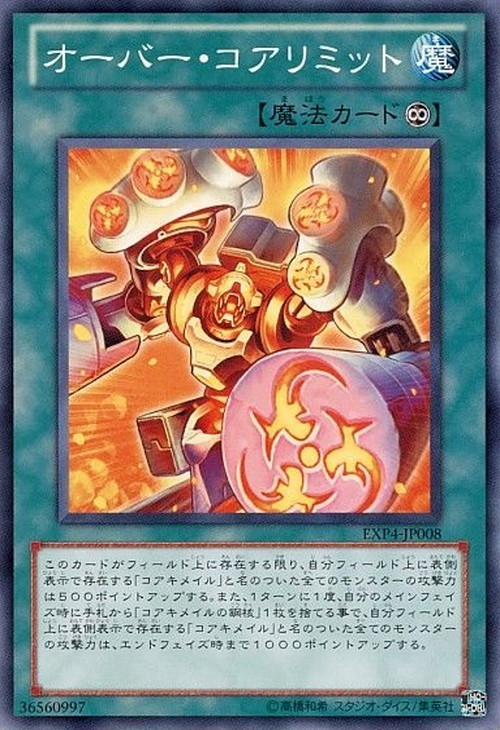 オーバー・コアリミット 魔
【魔法カード∞】
EXP4-JP008
このカードがフィールド上に存在する限り、自分フィールド上に表側
表示で存在する「コアキメイル」と名のついた全てのモンスターの攻撃力
は500ポイントアップする。また、1ターンに1度、自分のメインフェイ
ズ時に手札から「コアキメイルの鋼核」1枚を捨てる事で、自分フィールド
上に表側表示で存在する「コアキメイル」と名のついた全てのモンスター
の攻撃力は、エンドフェイズ時まで1000ポイントアップする。
36560997 ©高橋和希 スタジオ・ダイス/集英社